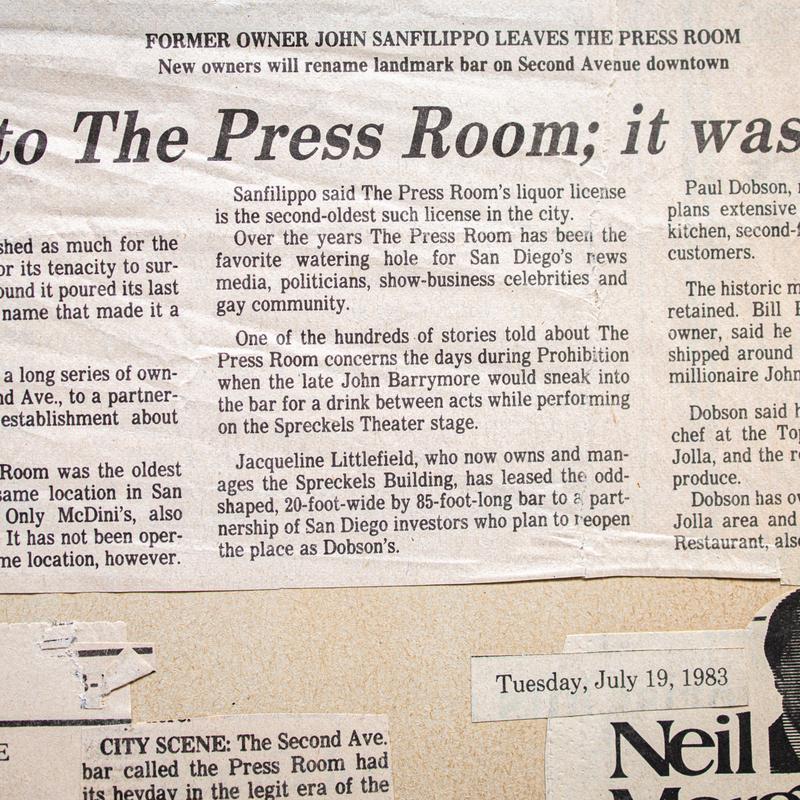 FORMER OWNER JOHN SANFILIPPO LEAVES THE PRESS ROOM
New owners will rename landmark bar on Second Avenue downtown
to The Press Room; it was
shed as much for the
or its tenacity to sur-
ound it poured its last
name that made it a
a long series of own-
nd Ave., to a partner-
establishment about
Room was the oldest
same location in San
Only McDini's, also
It has not been oper-
me location, however.
Sanfilippo said The Press Room's liquor license
is the second-oldest such license in the city.
Over the years The Press Room has been the
favorite watering hole for San Diego's news
media, politicians, show-business celebrities and
gay community.
One of the hundreds of stories told about The
Press Room concerns the days during Prohibition
when the late John Barrymore would sneak into
the bar for a drink between acts while performing
on the Spreckels Theater stage.
Jacqueline Littlefield, who now owns and man-
ages the Spreckels Building, has leased the odd-
shaped, 20-foot-wide by 85-foot-long bar to a part-
nership of San Diego investors who plan to reopen
the place as Dobson's.
Paul Dobson,
plans extensive
kitchen, second-f
customers.
The historic m
retained. Bill
owner, said he
shipped around
millionaire John
Dobson said h
chef at the Top
Jolla, and the re
produce.
Dobson has ow
Jolla area and
Restaurant, also
Tuesday, July 19, 1983
Neil
E
CITY SCENE: The Second Ave.
bar called the Press Room had
its heyday in the legit era of the